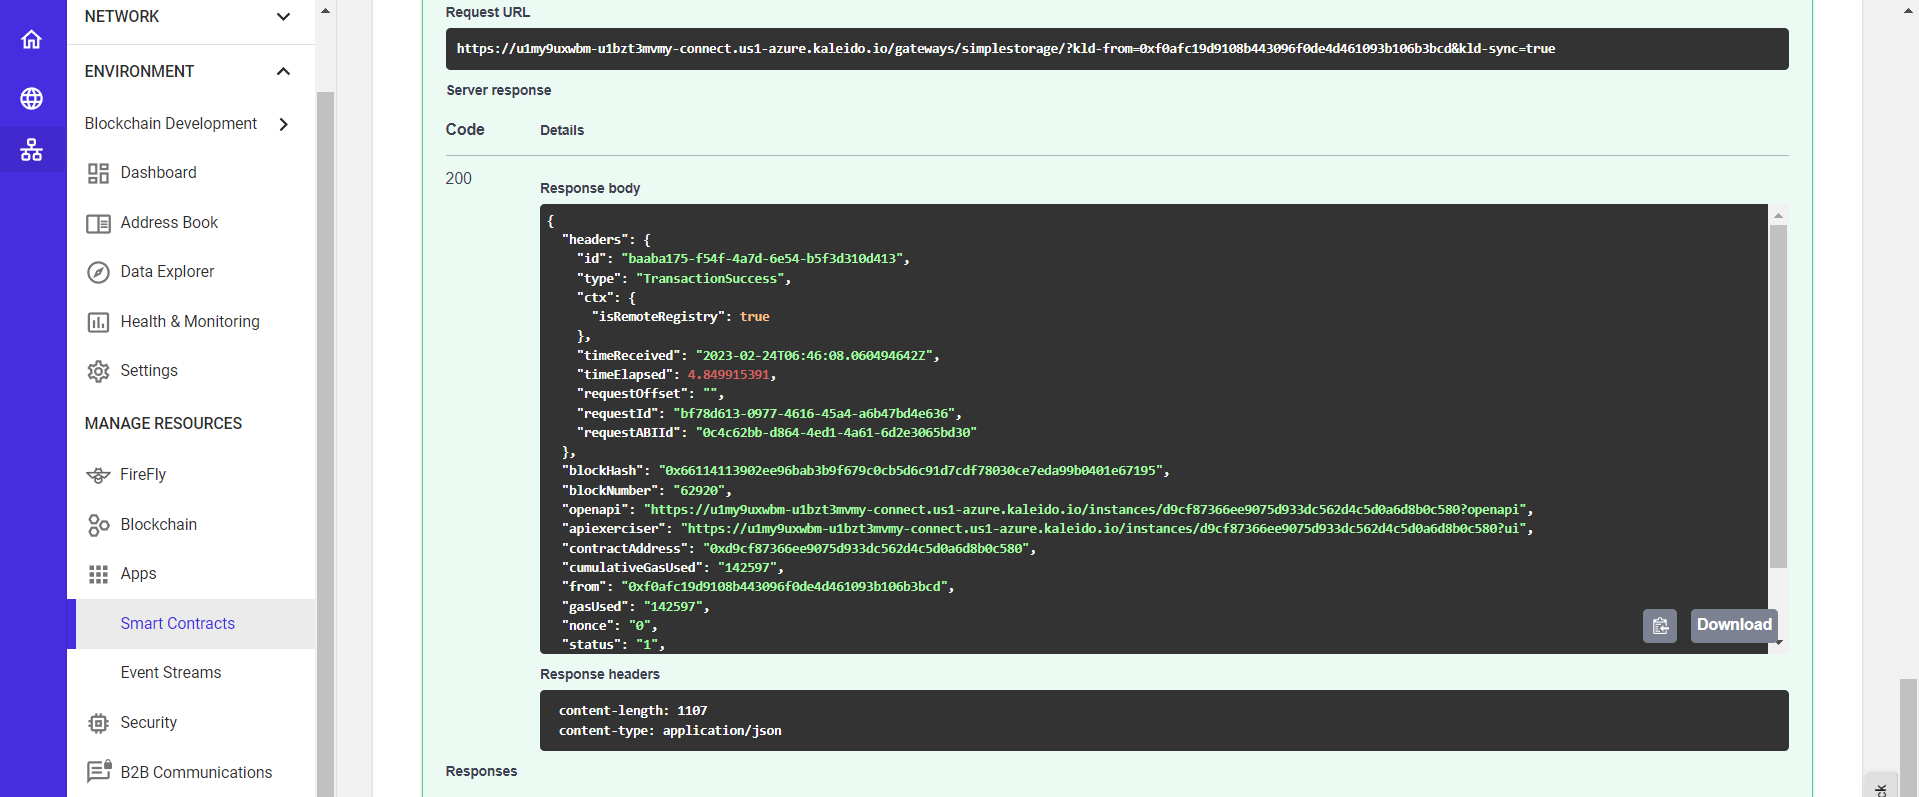 NETWORK
ENVIRONMENT
Blockchain Development
Dashboard
Address Book
Data Explorer
Health & Monitoring
Settings
MANAGE RESOURCES
FireFly
Blockchain
Apps
Smart Contracts
Event Streams
Security
B2B Communications
Request URL
https://u1my9uxwbm-u1bzt3mvmy-connect.us1-azure.kaleido.io/gateways/simplestorage/?kld-from=0xf0afc19d9108b443096f0de4d461093b106b3bcd&kld-sync=true
Server response
Code Details
200
Response body
{
"headers": {
"id": "baaba175-f54f-4a7d-6e54-b5f3d310d413",
"type": "TransactionSuccess",
"ctx": {
"isRemoteRegistry": true
},
"timeReceived": "2023-02-24T06:46:08.060494642Z",
"timeElapsed": 4.849915391,
"requestOffset": "",
"requestId": "bf78d613-0977-4616-45a4-a6b47bd4e636",
"requestABIId": "0c4c62bb-d864-4ed1-4a61-6d2e3065bd30"
},
"blockHash": "0x66114113902ee96bab3b9f679c0cb5d6c91d7cdf78030ce7eda99b0401e67195",
"blockNumber": "62920",
"openapi": "https://u1my9uxwbm-u1bzt3mvmy-connect.us1-azure.kaleido.io/instances/d9cf87366ee9075d933dc562d4c5d0a6d8b0c580?openapi",
"apiexerciser": "https://u1my9uxwbm-u1bzt3mvmy-connect.us1-azure.kaleido.io/instances/d9cf87366ee9075d933dc562d4c5d0a6d8b0c580?ui",
"contractAddress": "0xd9cf87366ee9075d933dc562d4c5d0a6d8b0c580",
"cumulativeGasUsed": "142597",
"from": "0xf0afc19d9108b443096f0de4d461093b106b3bcd",
"gasUsed": "142597",
"nonce": "0",
"status": "1",
Download
Response headers
content-length: 1107
content-type: application/json
Responses
ck